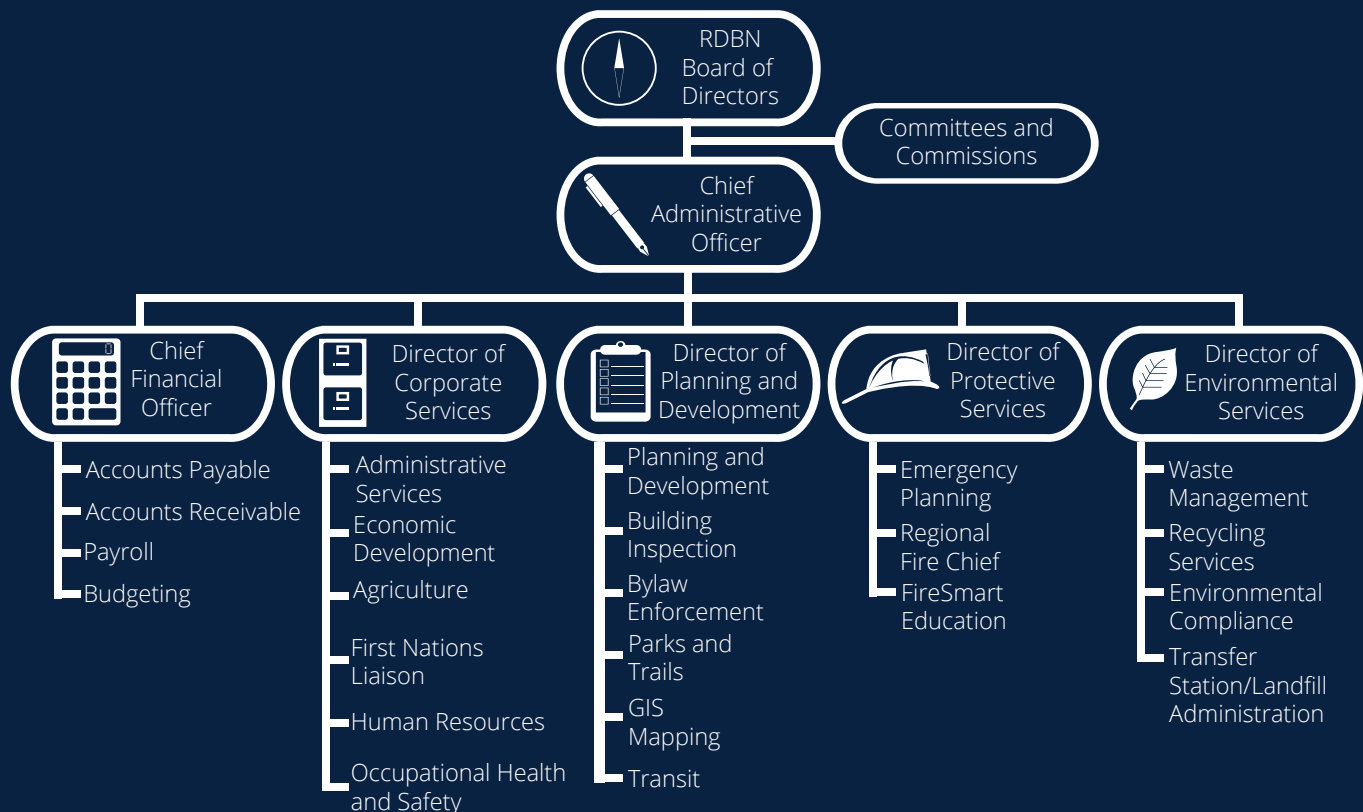 RDBN
Board of
Directors
Committees and
Commissions
Chief
Administrative
Officer
0
Chief
Financial
Officer
Accounts Payable
Accounts Receivable
Payroll
Budgeting
Director of
Corporate
Services
Administrative
Services
Economic
Development
Agriculture
First Nations
Liaison
Human Resources
Occupational Health
and Safety
Director of
Planning and
Development
Planning and
Development
Building
Inspection
Bylaw
Enforcement
Parks and
Trails
GIS
Mapping
Transit
Director of
Protective
Services
Emergency
Planning
Regional
Fire Chief
FireSmart
Education
Director of
Environmental
Services
Waste
Management
Recycling
Services
Environmental
Compliance
Transfer
Station/Landfill
Administration